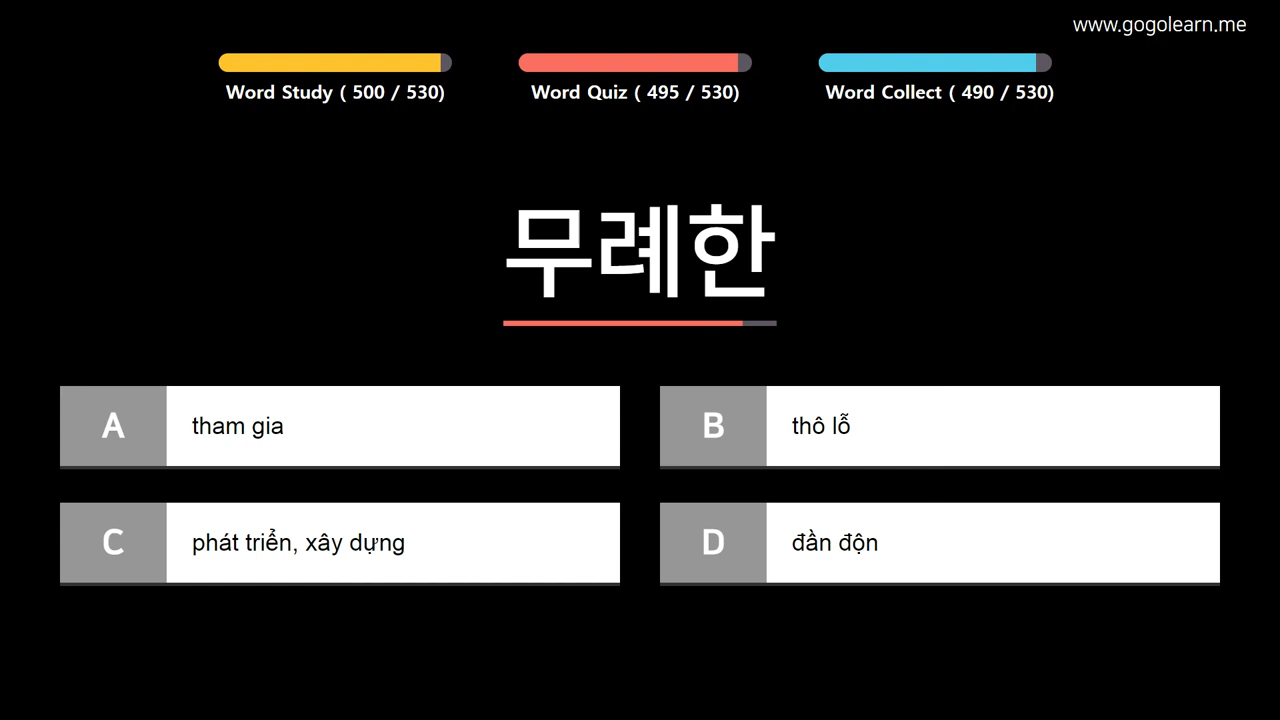 www.gogolearn.me
Word Study ( 500 / 530)
Word Quiz ( 495 / 530)
Word Collect ( 490 / 530)
무례한
A tham gia
B thô lỗ
C phát triển, xây dựng
D đần độn